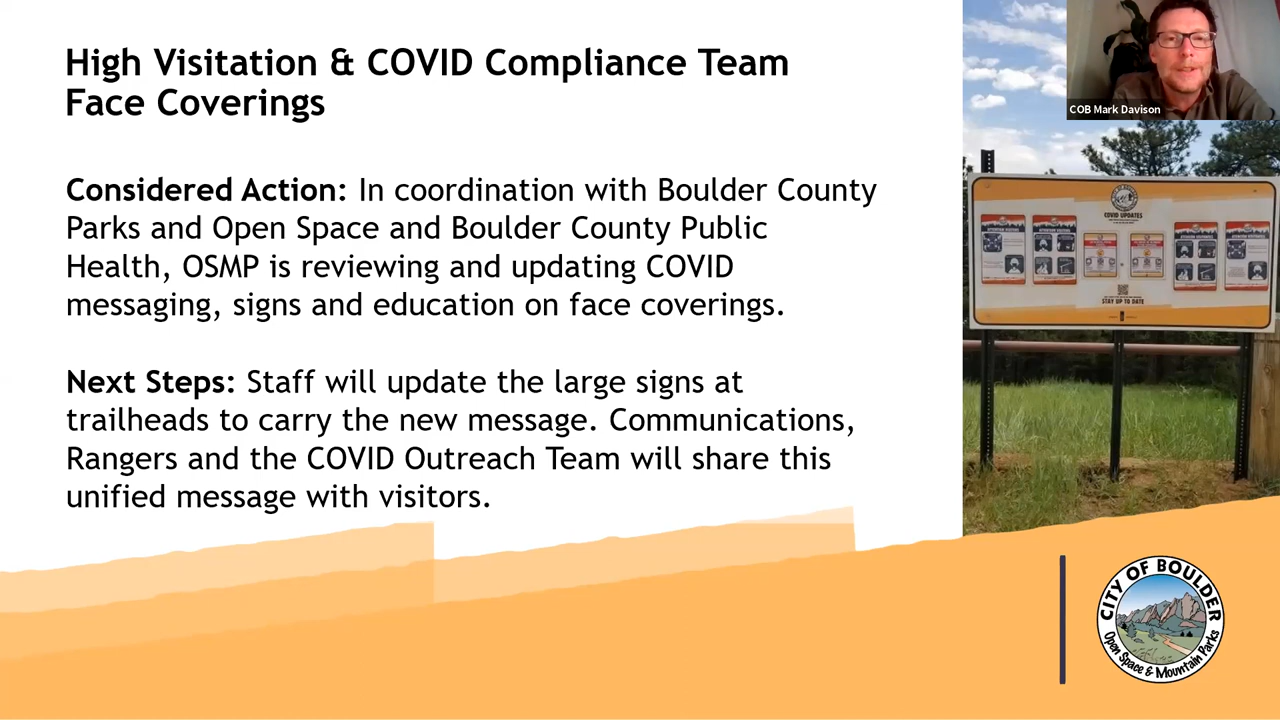 High Visitation & COVID Compliance Team
Face Coverings
COB Mark Davison
Considered Action: In coordination with Boulder County
Parks and Open Space and Boulder County Public
Health, OSMP is reviewing and updating COVID
messaging, signs and education on face coverings.
Next Steps: Staff will update the large signs at
trailheads to carry the new message. Communications,
Rangers and the COVID Outreach Team will share this
unified message with visitors.
COVID UPDATES
STAY UP TO DATE
CITY OF BOULDER
Open Space & Mountain Parks